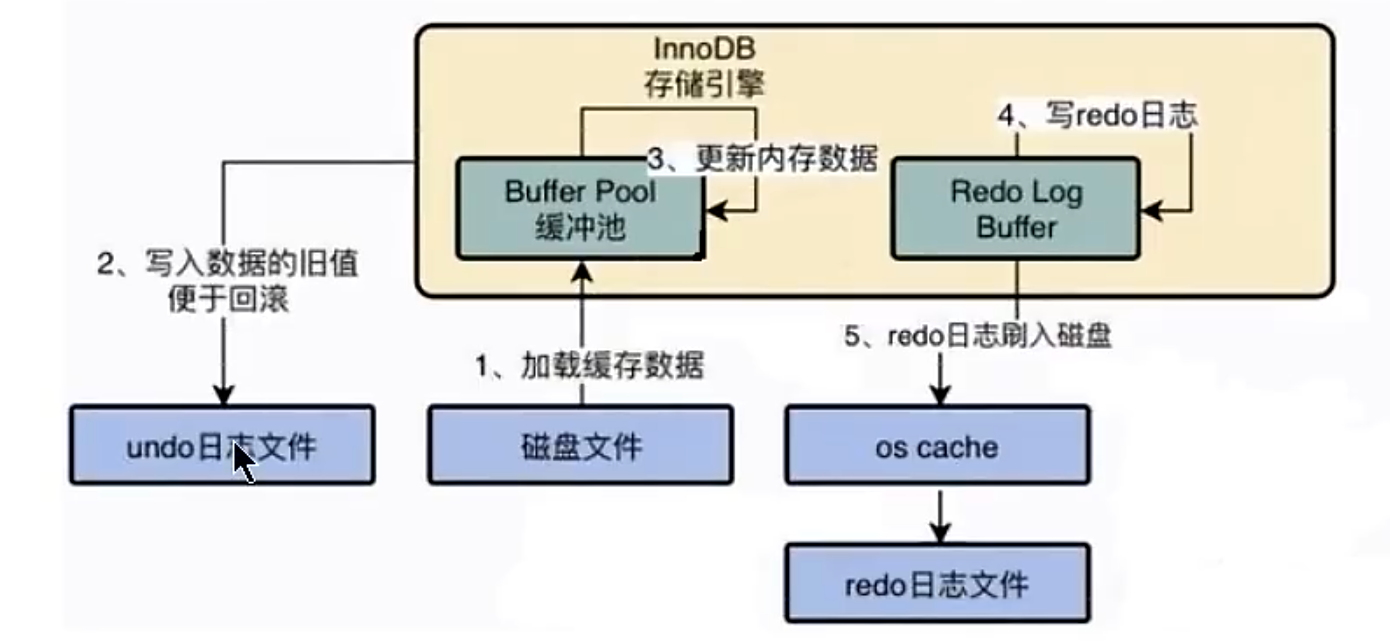 InnoDB
存储引擎
4、写redo日志
3、更新内存数据
Buffer Pool
缓冲池
Redo Log
Buffer
2、写入数据的旧值
便于回滚
5、redo日志刷入磁盘
1、加载缓存数据
undo日志文件
磁盘文件
os cache
redo日志文件